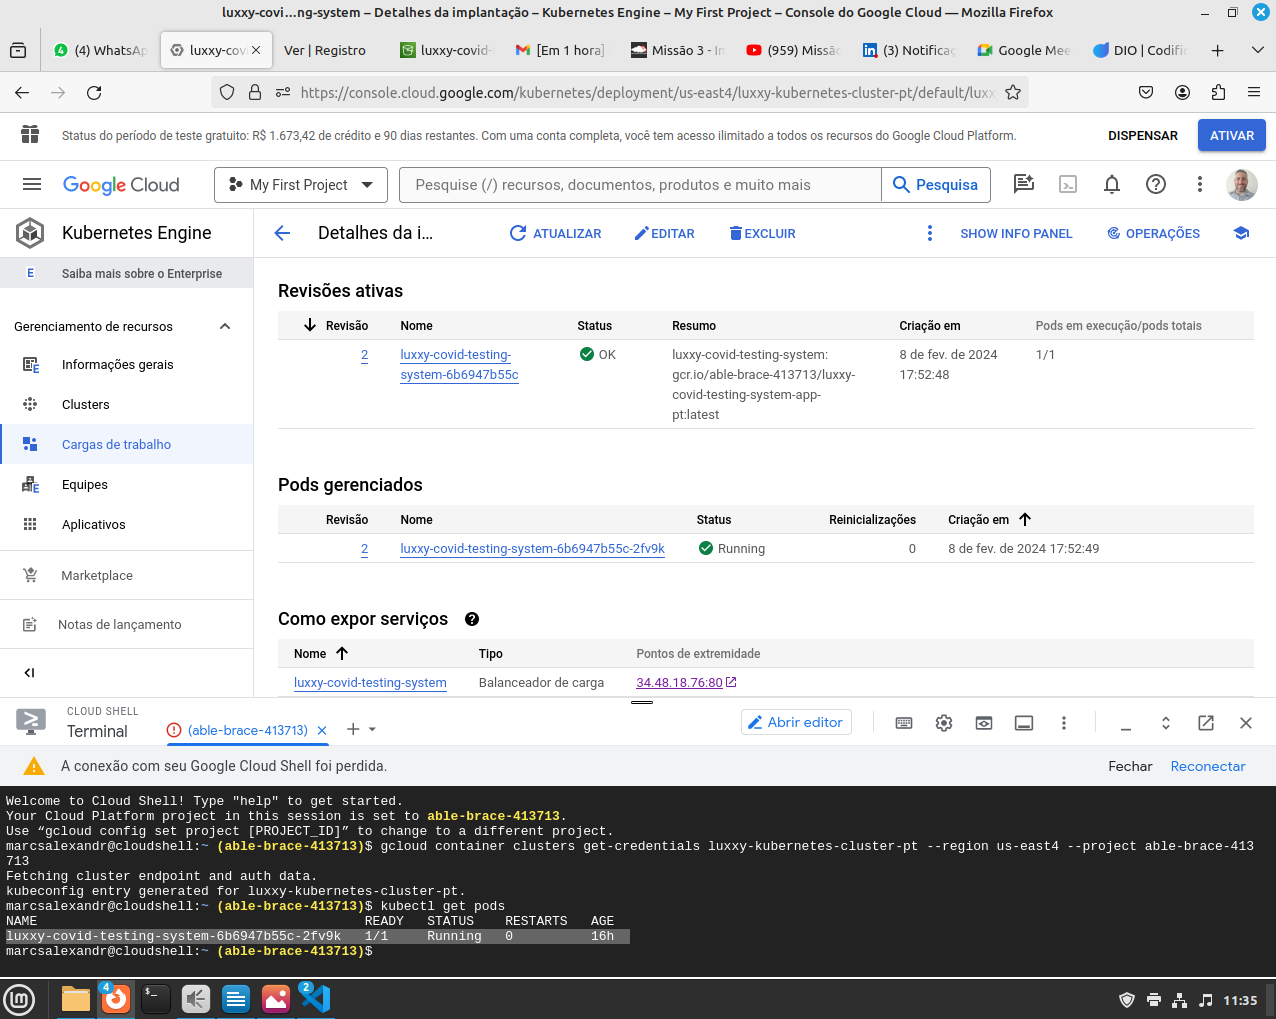 luxxy-covi…ng-system – Detalhes da implantação – Kubernetes Engine – My First Project – Console do Google Cloud — Mozilla Firefox
4 (4) WhatsAp
luxxy-cov
Ver | Registro
luxxy-covid-
[Em 1 hora]
Missão 3 - In
(959) Missã
(3) Notifica
Google Mee
DIO | Codifi
https://console.cloud.google.com/kubernetes/deployment/us-east4/luxxy-kubernetes-cluster-pt/default/luxx
Status do período de teste gratuito: R$ 1.673,42 de crédito e 90 dias restantes. Com uma conta completa, você tem acesso ilimitado a todos os recursos do Google Cloud Platform.
DISPENSAR
ATIVAR
Google Cloud
My First Project
Pesquise (/) recursos, documentos, produtos e muito mais
Pesquisa
Kubernetes Engine
Detalhes da i…
ATUALIZAR
EDITAR
EXCLUIR
SHOW INFO PANEL
OPERAÇÕES
E Saiba mais sobre o Enterprise
Gerenciamento de recursos
Informações gerais
Clusters
Cargas de trabalho
Equipes
Aplicativos
Marketplace
Notas de lançamento
Revisões ativas
Revisão Nome Status Resumo Criação em Pods em execução/pods totais
2 luxxy-covid-testing- OK luxxy-covid-testing-system: 8 de fev. de 2024 1/1
system-6b6947b55c gcr.io/able-brace-413713/luxxy- 17:52:48
covid-testing-system-app-
pt:latest
Pods gerenciados
Revisão Nome Status Reinicializações Criação em
2 luxxy-covid-testing-system-6b6947b55c-2fv9k Running 0 8 de fev. de 2024 17:52:49
Como expor serviços
Nome Tipo Pontos de extremidade
luxxy-covid-testing-system Balanceador de carga 34.48.18.76:80
CLOUD SHELL
Terminal
(able-brace-413713)
Abrir editor
A conexão com seu Google Cloud Shell foi perdida.
Fechar
Reconectar
Welcome to Cloud Shell! Type "help" to get started.
Your Cloud Platform project in this session is set to able-brace-413713.
Use “gcloud config set project [PROJECT_ID]” to change to a different project.
marcsalexandr@cloudshell:~ (able-brace-413713)$ gcloud container clusters get-credentials luxxy-kubernetes-cluster-pt --region us-east4 --project able-brace-413
713
Fetching cluster endpoint and auth data.
kubeconfig entry generated for luxxy-kubernetes-cluster-pt.
marcsalexandr@cloudshell:~ (able-brace-413713)$ kubectl get pods
NAME READY STATUS RESTARTS AGE
luxxy-covid-testing-system-6b6947b55c-2fv9k 1/1 Running 0 16h
marcsalexandr@cloudshell:~ (able-brace-413713)$
4
2
11:35